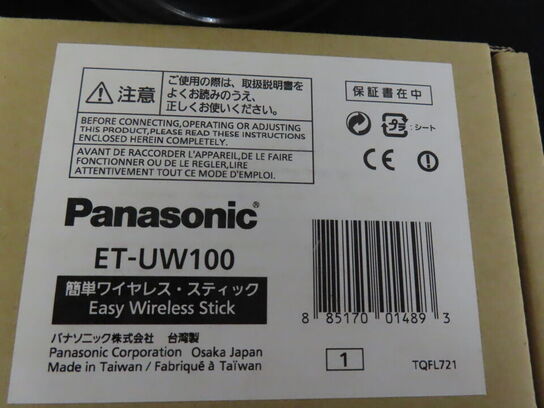 注意
ご使用の際は、取扱説明書を
よくお読みのうえ、
正しくお使いください。
BEFORE CONNECTING,OPERATING OR ADJUSTING
THIS PRODUCT,PLEASE READ THESE INSTRUCTIONS
ENCLOSED HEREIN COMPLETELY.
AVANT DE RACCORDER L'APPAREIL,DE LE FAIRE
FONCTIONNER OU DE LE REGLER,LIRE
ATTENTIVEMENT TOUT CE MODE D'EMPLOI.
保証書在中
プラ :シート
CE
Panasonic®
ET-UW100
簡単ワイヤレス・スティック
Easy Wireless Stick
パナソニック株式会社 台湾製
Panasonic Corporation Osaka Japan
Made in Taiwan / Fabriqué à Taïwan
8 85170 01489 3
1
TQFL721